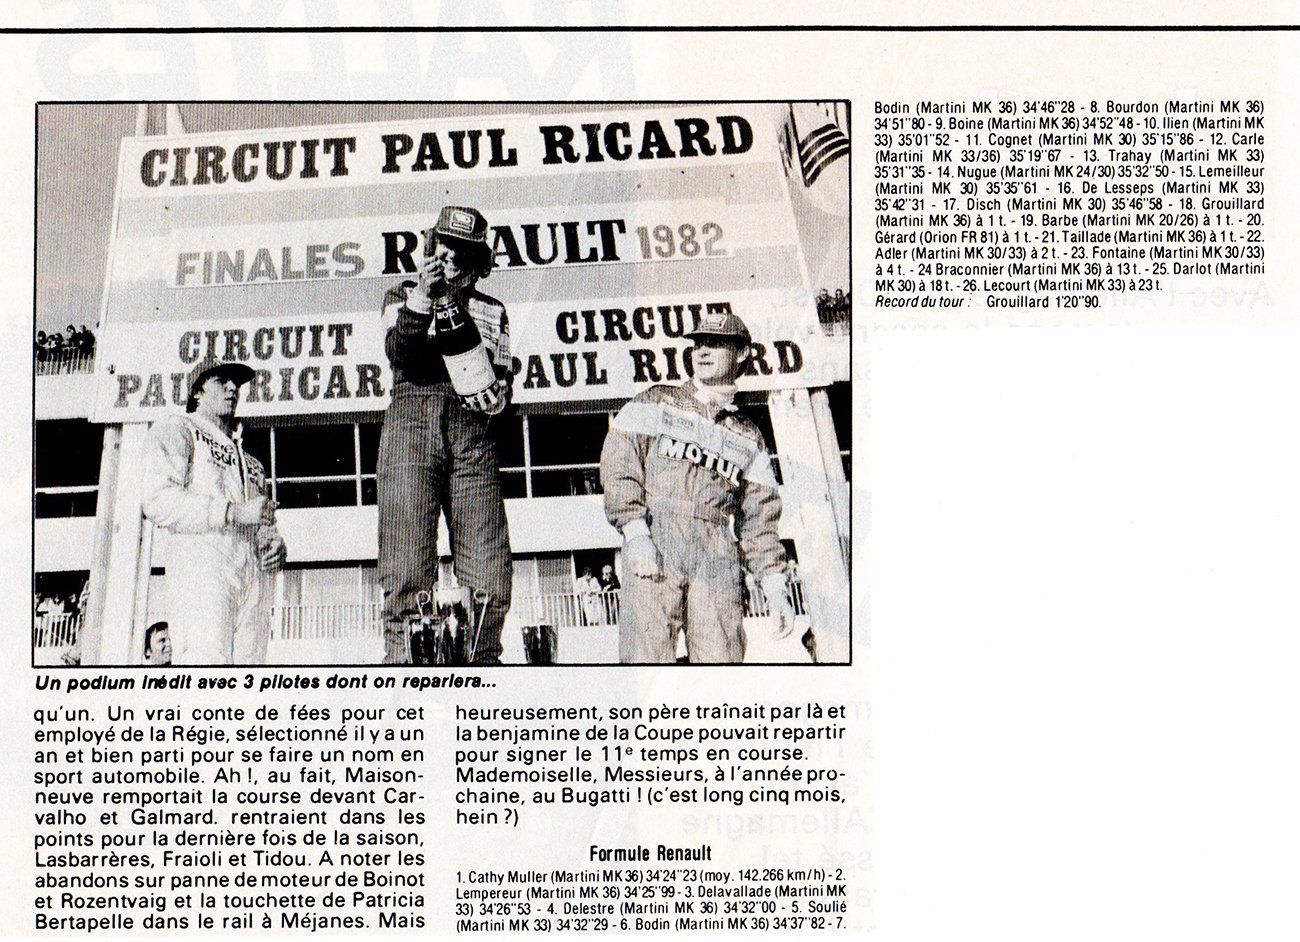 CIRCUIT PAUL RICARD
FINALES R AULT 1982
CIRCUIT
PAUL RICAR
CIRCUIT
PAUL RICARD
MOËT
MOTUL
Un podium inédit avec 3 pilotes dont on reparlera...
qu'un. Un vrai conte de fées pour cet
employé de la Régie, sélectionné il y a un
an et bien parti pour se faire un nom en
sport automobile. Ah !, au fait, Maison-
neuve remportait la course devant Car-
valho et Galmard. rentraient dans les
points pour la dernière fois de la saison,
Lasbarrères, Fraioli et Tidou. A noter les
abandons sur panne de moteur de Boinot
et Rozentvaig et la touchette de Patricia
Bertapelle dans le rail à Méjanes. Mais
heureusement, son père traînait par là et
la benjamine de la Coupe pouvait repartir
pour signer le 11e temps en course.
Mademoiselle, Messieurs, à l'année pro-
chaine, au Bugatti ! (c'est long cinq mois,
hein ?)
Formule Renault
1. Cathy Muller (Martini MK 36) 34'24''23 (moy. 142.266 km/h) - 2.
Lempereur (Martini MK 36) 34'25''99 - 3. Delavallade (Martini MK
33) 34'26''53 - 4. Delestre (Martini MK 36) 34'32''00 - 5. Soulié
(Martini MK 33) 34'32''29 - 6. Bodin (Martini MK 36) 34'37''82 - 7.
Bodin (Martini MK 36) 34'46''28 - 8. Bourdon (Martini MK 36)
34'51''80 - 9. Boine (Martini MK 36) 34'52''48 - 10. Ilien (Martini MK
33) 35'01''52 - 11. Cognet (Martini MK 30) 35'15''86 - 12. Carle
(Martini MK 33/36) 35'19''67 - 13. Trahay (Martini MK 33)
35'31''35 - 14. Nugue (Martini MK 24/30) 35'32''50 - 15. Lemeilleur
(Martini MK 30) 35'35''61 - 16. De Lesseps (Martini MK 33)
35'42''31 - 17. Disch (Martini MK 30) 35'46''58 - 18. Grouillard
(Martini MK 36) à 1 t. - 19. Barbe (Martini MK 20/26) à 1 t. - 20.
Gérard (Orion FR 81) à 1 t. - 21. Taillade (Martini MK 36) à 1 t. - 22.
Adler (Martini MK 30/33) à 2 t. - 23. Fontaine (Martini MK 30/33)
à 4 t. - 24 Braconnier (Martini MK 36) à 13 t. - 25. Darlot (Martini
MK 30) à 18 t. - 26. Lecourt (Martini MK 33) à 23 t.
Record du tour : Grouillard 1'20''90.